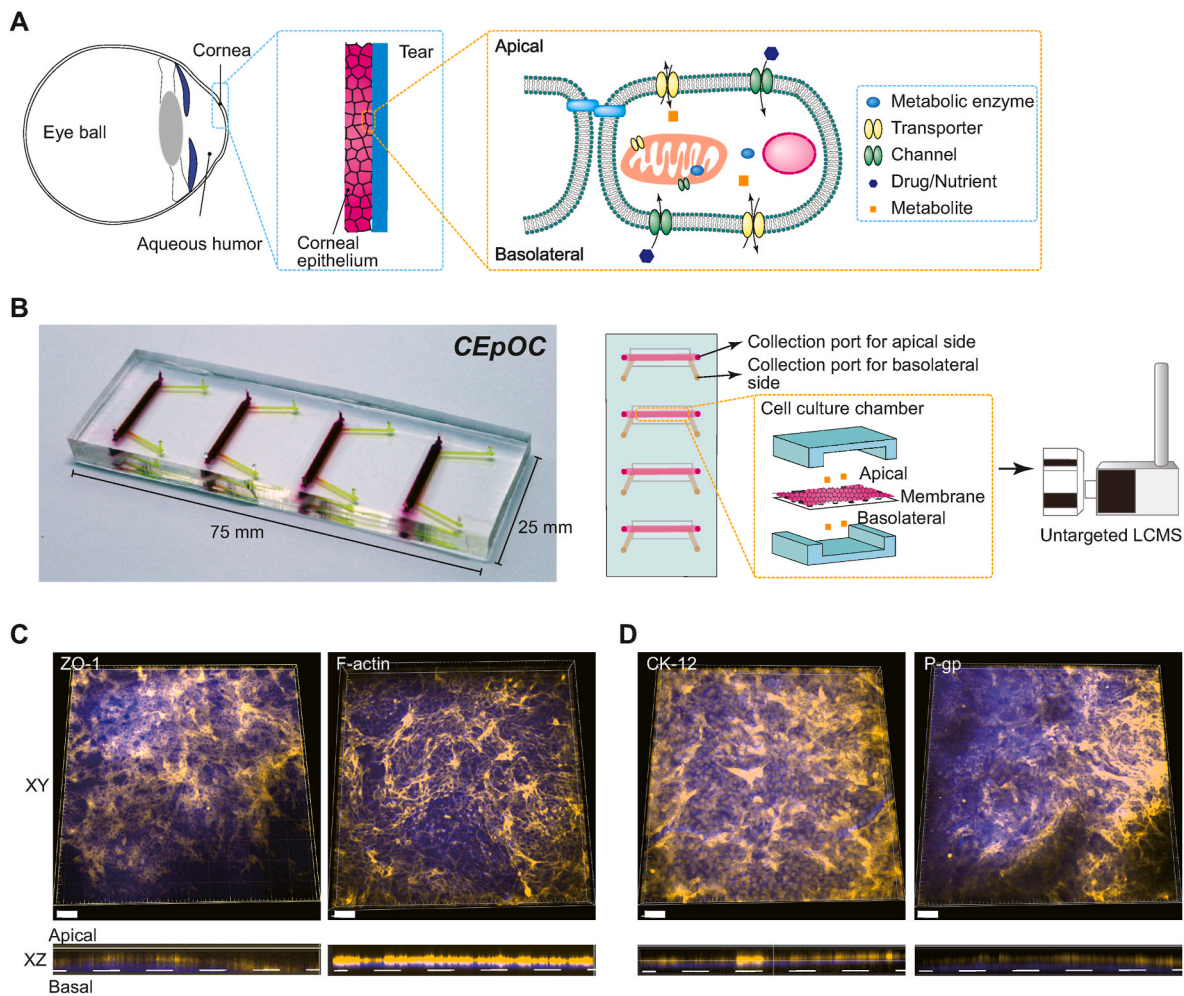 A
Cornea
Eye ball
Aqueous humor
Tear
Corneal
epithelium
Apical
Basolateral
Metabolic enzyme
Transporter
Channel
Drug/Nutrient
Metabolite
B
CEpOC
75 mm
25 mm
Collection port for apical side
Collection port for basolateral
side
Cell culture chamber
Apical
Membrane
Basolateral
Untargeted LCMS
C
ZO-1
F-actin
D
CK-12
P-gp
XY
Apical
XZ
Basal